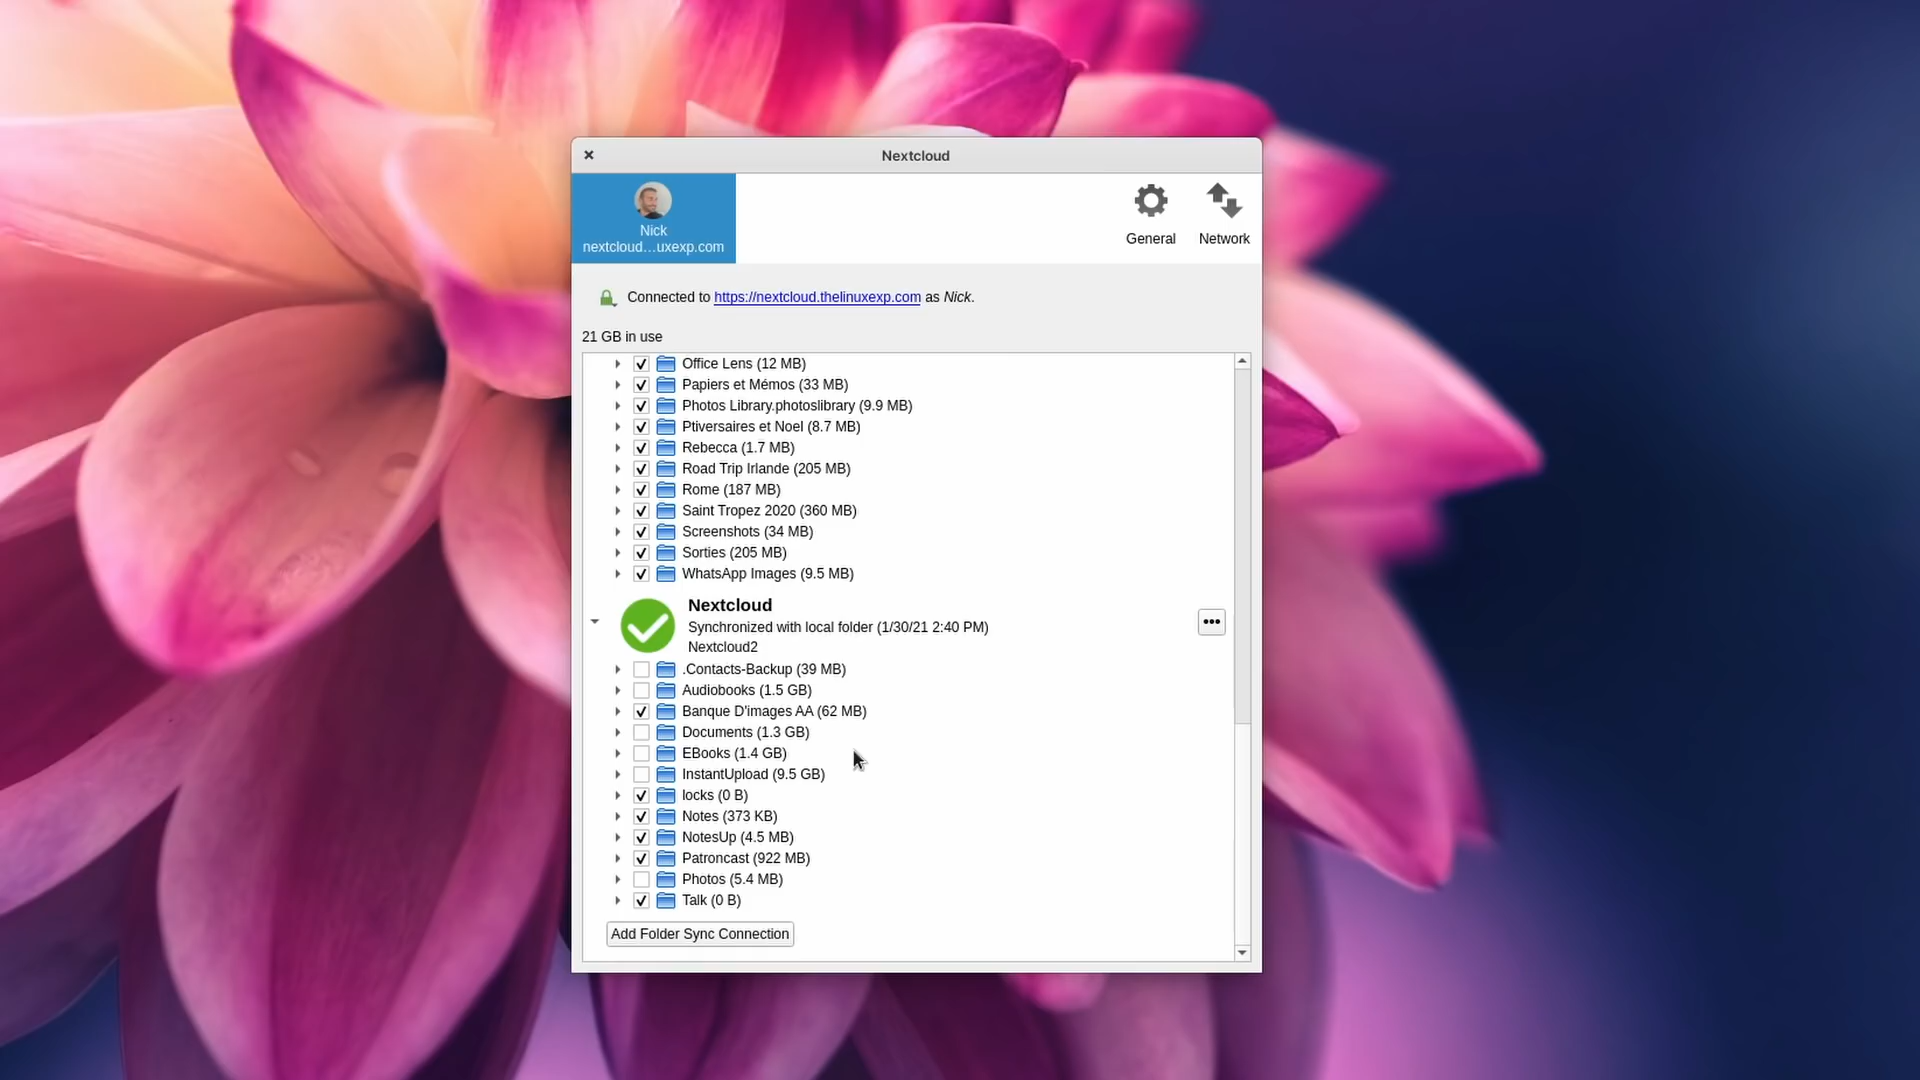 Nextcloud
Nick
nextcloud...uxexp.com
General
Network
Connected to https://nextcloud.thelinuxexp.com as Nick.
21 GB in use
Office Lens (12 MB)
Papiers et Mémos (33 MB)
Photos Library.photoslibrary (9.9 MB)
Ptiversaires et Noel (8.7 MB)
Rebecca (1.7 MB)
Road Trip Irlande (205 MB)
Rome (187 MB)
Saint Tropez 2020 (360 MB)
Screenshots (34 MB)
Sorties (205 MB)
WhatsApp Images (9.5 MB)
Nextcloud
Synchronized with local folder (1/30/21 2:40 PM)
Nextcloud2
.Contacts-Backup (39 MB)
Audiobooks (1.5 GB)
Banque D'images AA (62 MB)
Documents (1.3 GB)
EBooks (1.4 GB)
InstantUpload (9.5 GB)
locks (0 B)
Notes (373 KB)
NotesUp (4.5 MB)
Patroncast (922 MB)
Photos (5.4 MB)
Talk (0 B)
Add Folder Sync Connection